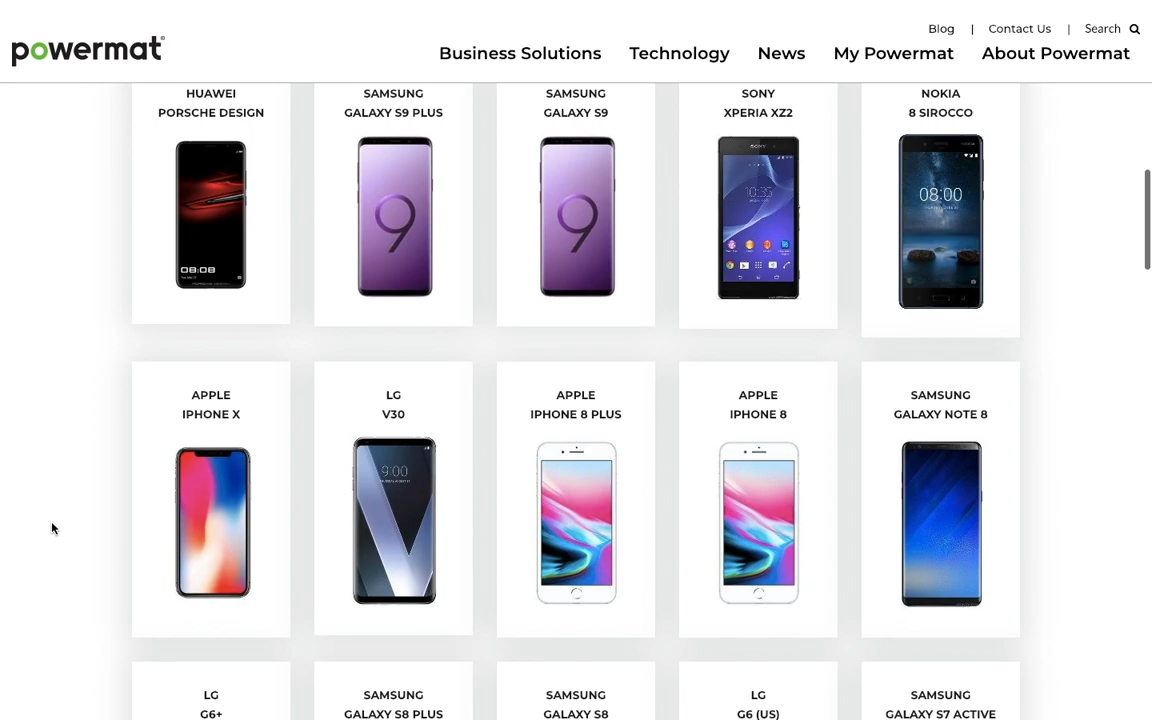 Blog | Contact Us | Search
powermat®
Business Solutions Technology News My Powermat About Powermat
HUAWEI
PORSCHE DESIGN
SAMSUNG
GALAXY S9 PLUS
SAMSUNG
GALAXY S9
SONY
XPERIA XZ2
NOKIA
8 SIROCCO
08:08
9
9
SONY
10:35
08:00
APPLE
IPHONE X
LG
V30
APPLE
IPHONE 8 PLUS
APPLE
IPHONE 8
SAMSUNG
GALAXY NOTE 8
9:00
LG
G6+
SAMSUNG
GALAXY S8 PLUS
SAMSUNG
GALAXY S8
LG
G6 (US)
SAMSUNG
GALAXY S7 ACTIVE